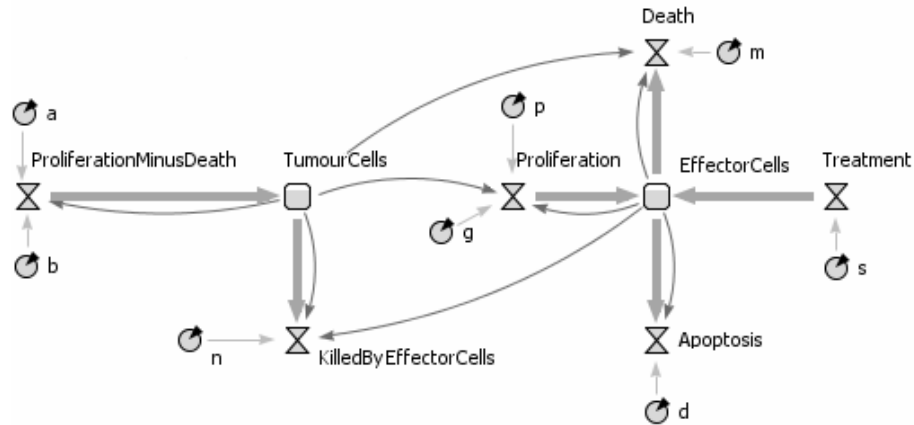 Death
m
a
p
ProliferationMinusDeath
TumourCells
Proliferation
EffectorCells
Treatment
g
b
s
n
KilledByEffectorCells
Apoptosis
d